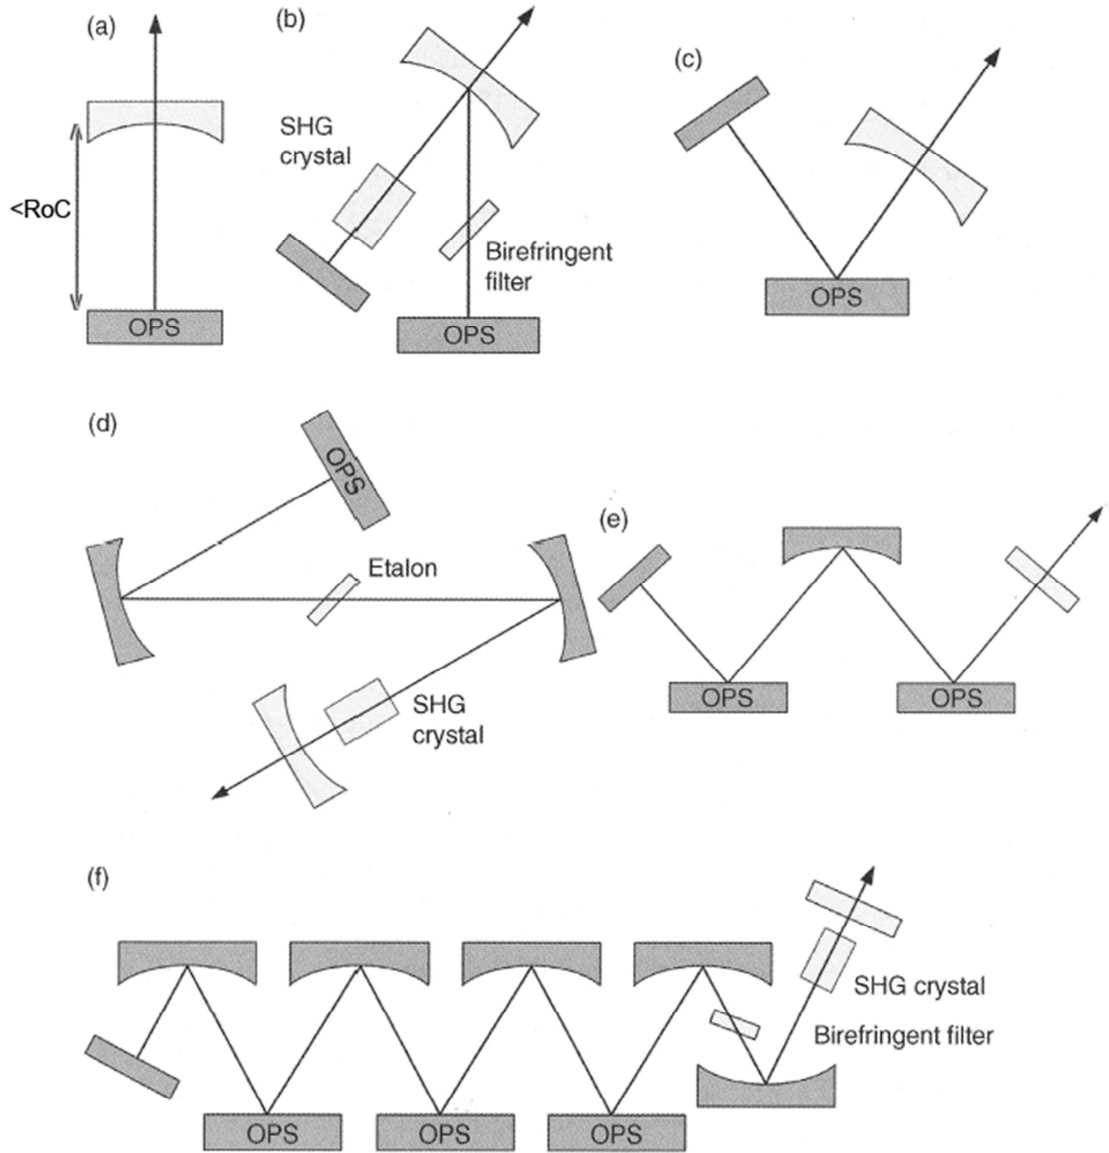 (a)
(b)
(c)
SHG
crystal
<RoC
Birefringent
filter
OPS
OPS
OPS
(d)
OPS
(e)
Etalon
SHG
crystal
OPS
OPS
(f)
SHG crystal
Birefringent filter
OPS
OPS
OPS